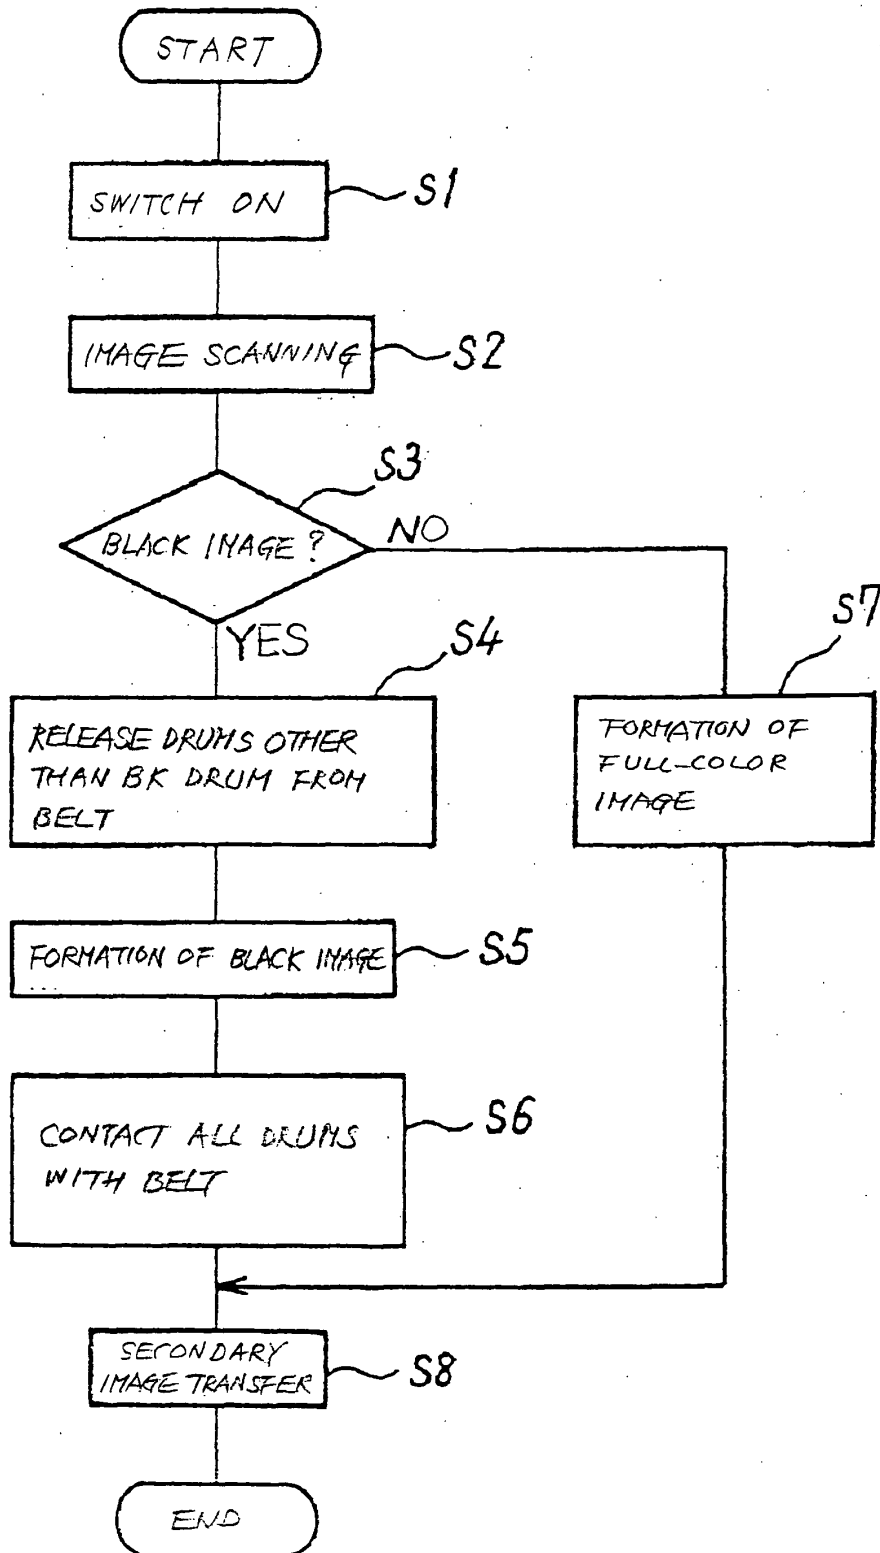 START
SWITCH ON
S1
IMAGE SCANNING
S2
S3
BLACK IMAGE?
NO
YES
S4
S7
RELEASE DRUMS OTHER
THAN BK DRUM FROM
BELT
FORMATION OF
FULL-COLOR
IMAGE
FORMATION OF BLACK IMAGE
S5
CONTACT ALL DRUMS
WITH BELT
S6
SECONDARY
IMAGE TRANSFER
S8
END